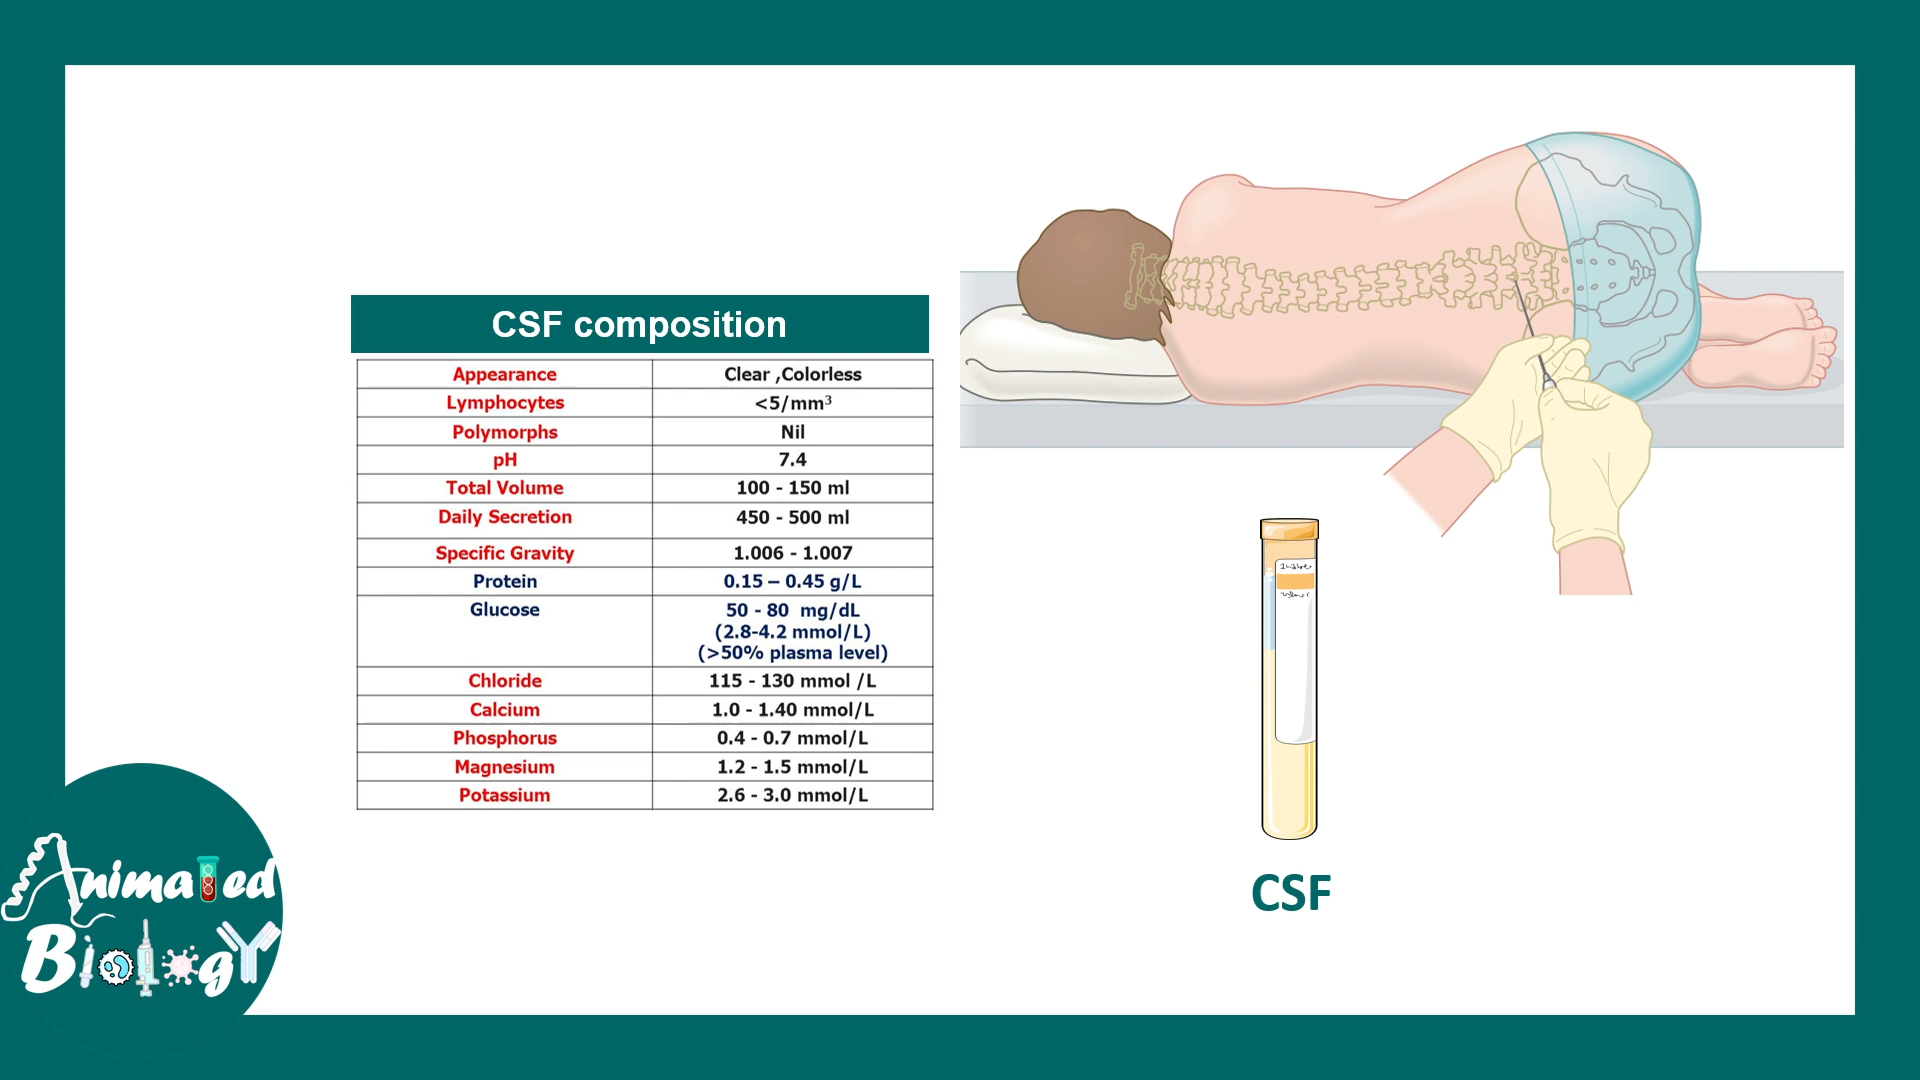 CSF composition
Appearance Clear ,Colorless
Lymphocytes <5/mm³
Polymorphs Nil
pH 7.4
Total Volume 100 - 150 ml
Daily Secretion 450 - 500 ml
Specific Gravity 1.006 - 1.007
Protein 0.15 – 0.45 g/L
Glucose 50 - 80 mg/dL
(2.8-4.2 mmol/L)
(>50% plasma level)
Chloride 115 - 130 mmol /L
Calcium 1.0 - 1.40 mmol/L
Phosphorus 0.4 - 0.7 mmol/L
Magnesium 1.2 - 1.5 mmol/L
Potassium 2.6 - 3.0 mmol/L
CSF
Animated
Biology